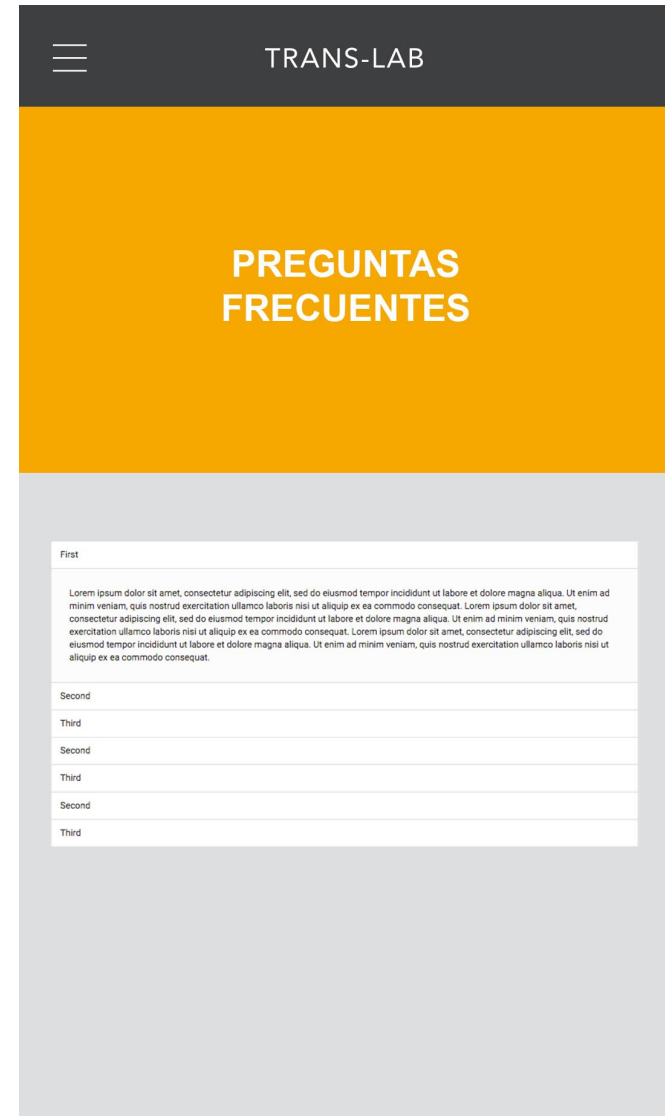 TRANS-LAB
PREGUNTAS
FRECUENTES
First
Lorem ipsum dolor sit amet, consectetur adipiscing elit, sed do eiusmod tempor incididunt ut labore et dolore magna aliqua. Ut enim ad
minim veniam, quis nostrud exercitation ullamco laboris nisi ut aliquip ex ea commodo consequat. Lorem ipsum dolor sit amet,
consectetur adipiscing elit, sed do eiusmod tempor incididunt ut labore et dolore magna aliqua. Ut enim ad minim veniam, quis nostrud
exercitation ullamco laboris nisi ut aliquip ex ea commodo consequat. Lorem ipsum dolor sit amet, consectetur adipiscing elit, sed do
eiusmod tempor incididunt ut labore et dolore magna aliqua. Ut enim ad minim veniam, quis nostrud exercitation ullamco laboris nisi ut
aliquip ex ea commodo consequat.
Second
Third
Second
Third
Second
Third